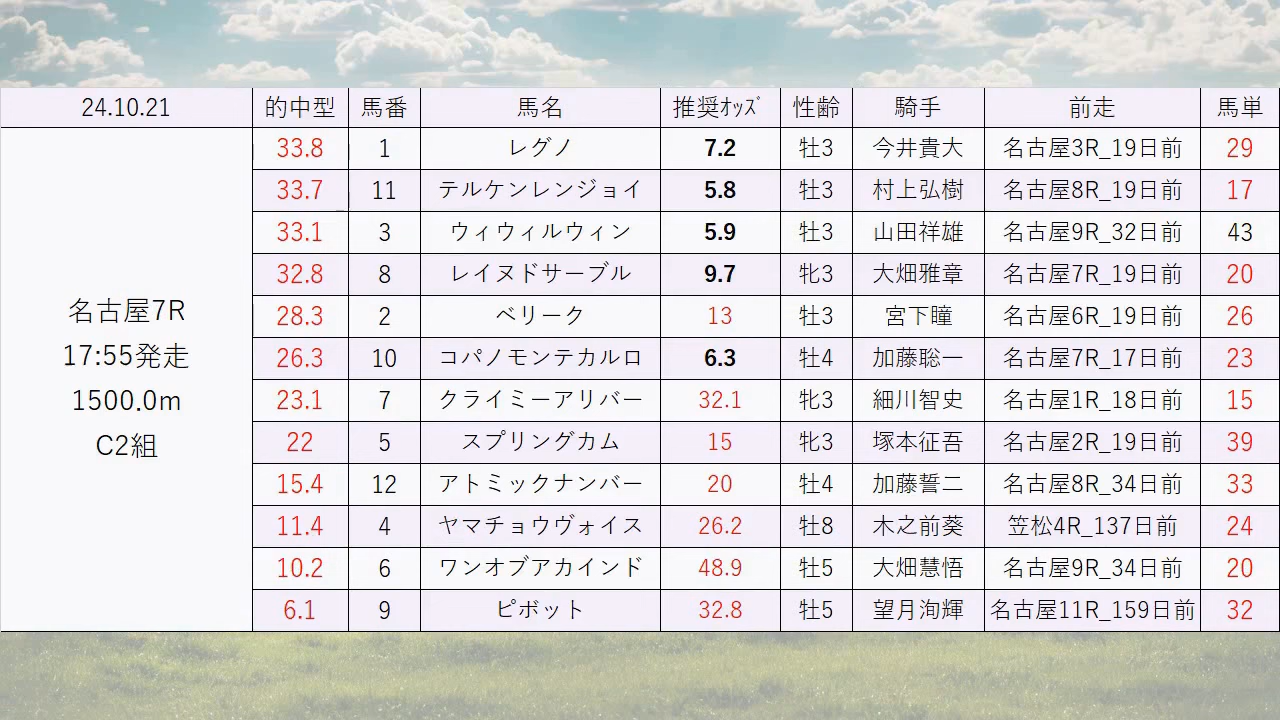 24.10.21 的中型 馬番 馬名 推奨ｵｯｽﾞ 性齢 騎手 前走 馬単
名古屋7R
17:55発走
1500.0m
C2組
33.8 1 レグノ 7.2 牡3 今井貴大 名古屋3R_19日前 29
33.7 11 テルケンレンジョイ 5.8 牡3 村上弘樹 名古屋8R_19日前 17
33.1 3 ウィウィルウィン 5.9 牡3 山田祥雄 名古屋9R_32日前 43
32.8 8 レイヌドサーブル 9.7 牝3 大畑雅章 名古屋7R_19日前 20
28.3 2 ベリーク 13 牡3 宮下瞳 名古屋6R_19日前 26
26.3 10 コパノモンテカルロ 6.3 牡4 加藤聡一 名古屋7R_17日前 23
23.1 7 クライミーアリバー 32.1 牝3 細川智史 名古屋1R_18日前 15
22 5 スプリングカム 15 牝3 塚本征吾 名古屋2R_19日前 39
15.4 12 アトミックナンバー 20 牡4 加藤誓二 名古屋8R_34日前 33
11.4 4 ヤマチョウヴォイス 26.2 牡8 木之前葵 笠松4R_137日前 24
10.2 6 ワンオブアカインド 48.9 牡5 大畑慧悟 名古屋9R_34日前 20
6.1 9 ピボット 32.8 牡5 望月洵輝 名古屋11R_159日前 32